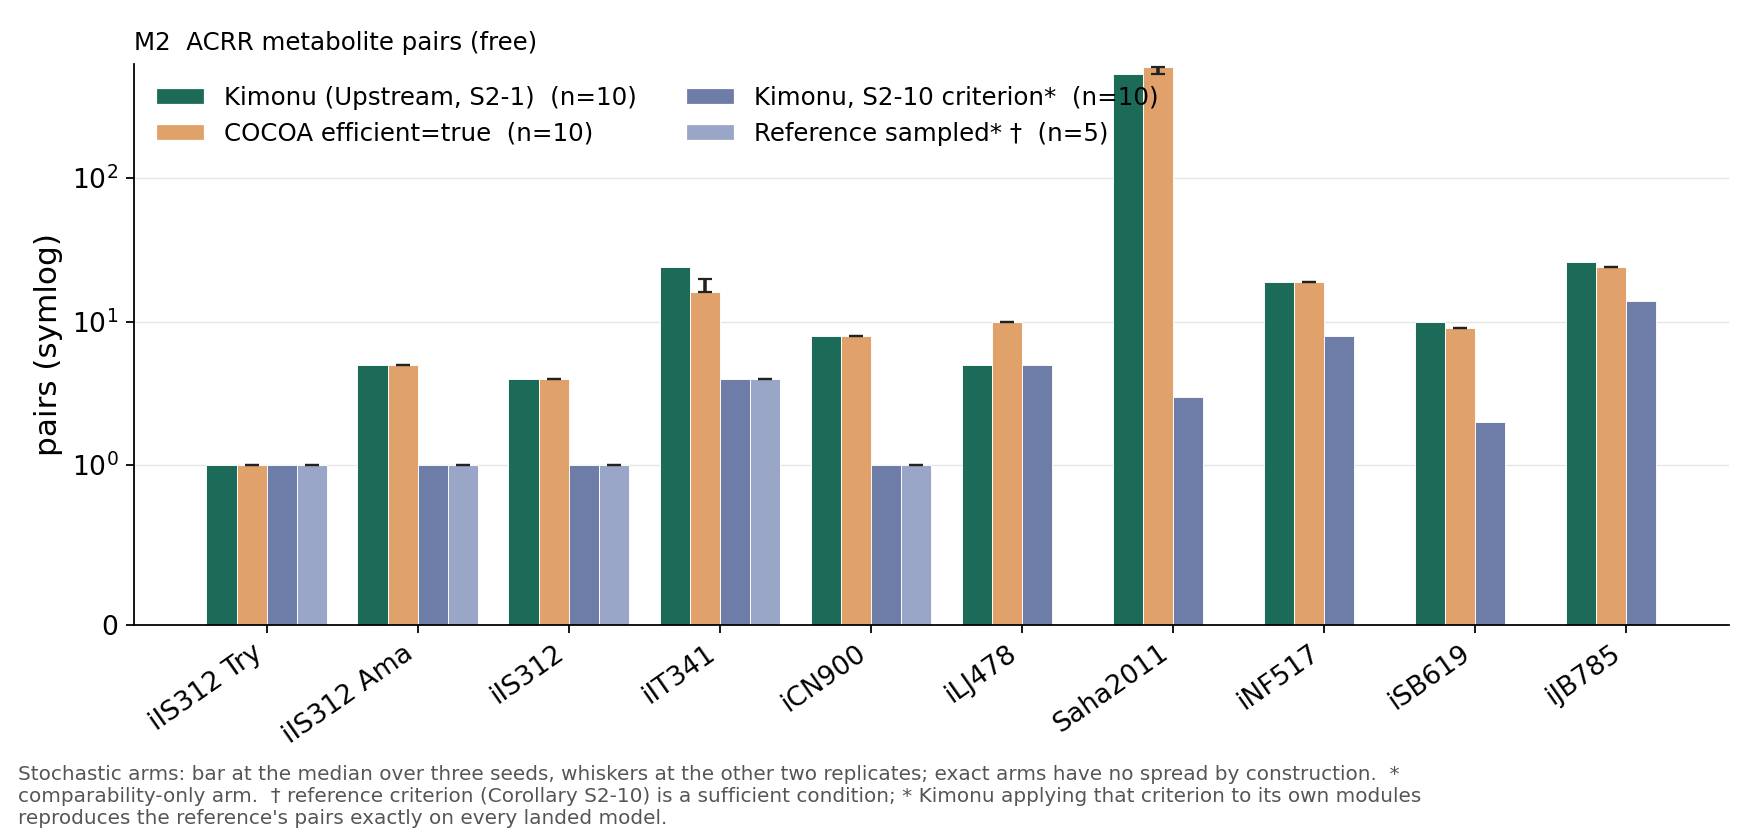 M2  ACRR metabolite pairs (free)
Kimonu (Upstream, S2-1)  (n=10)
COCOA efficient=true  (n=10)
Kimonu, S2-10 criterion*  (n=10)
Reference sampled* †  (n=5)
pairs (symlog)
10²
10¹
10⁰
0
iIS312 Try
iIS312 Ama
iIS312
iIT341
iCN900
iLJ478
Saha2011
iNF517
iSB619
iJB785
Stochastic arms: bar at the median over three seeds, whiskers at the other two replicates; exact arms have no spread by construction.  *
comparability-only arm.  † reference criterion (Corollary S2-10) is a sufficient condition; * Kimonu applying that criterion to its own modules
reproduces the reference's pairs exactly on every landed model.